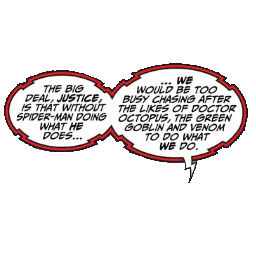 THE BIG
DEAL, JUSTICE,
IS THAT WITHOUT
SPIDER-MAN DOING
WHAT HE
DOES...
... WE
WOULD BE TOO
BUSY CHASING AFTER
THE LIKES OF DOCTOR
OCTOPUS, THE GREEN
GOBLIN AND VENOM
TO DO WHAT
WE DO.